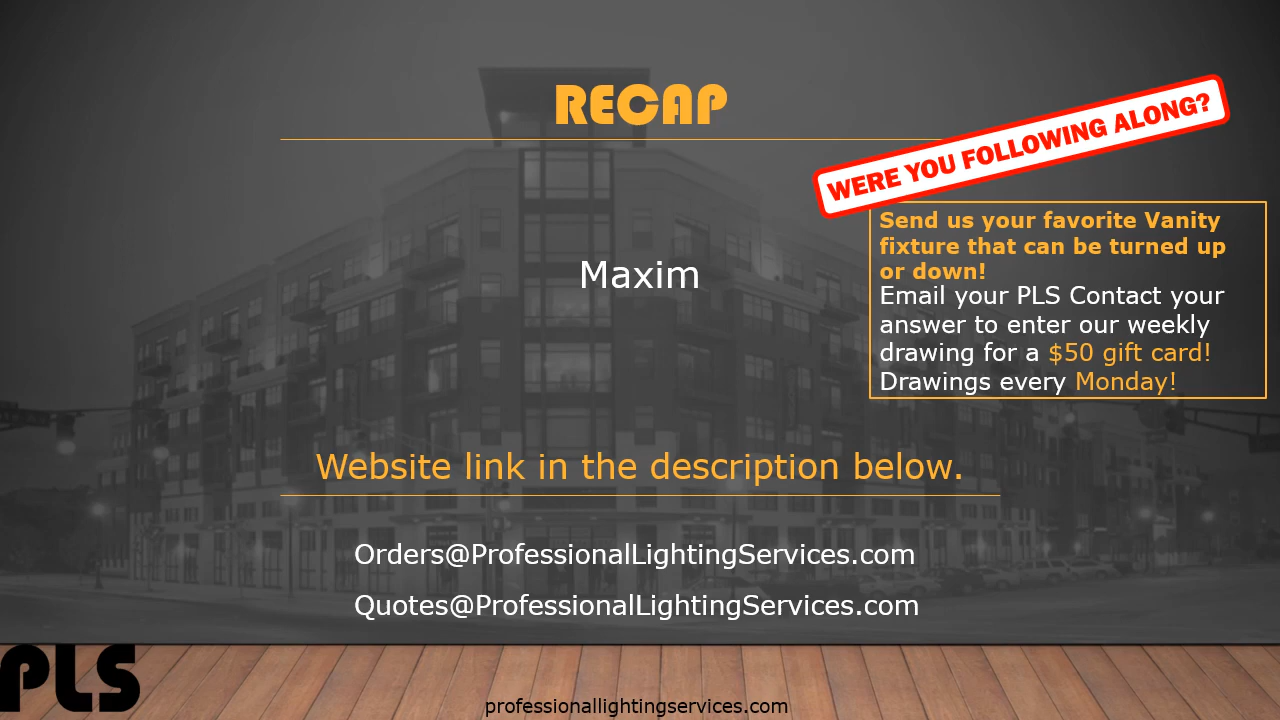 RECAP
WERE YOU FOLLOWING ALONG?
Send us your favorite Vanity
fixture that can be turned up
or down!
Email your PLS Contact your
answer to enter our weekly
drawing for a $50 gift card!
Drawings every Monday!
Maxim
Website link in the description below.
Orders@ProfessionalLightingServices.com
Quotes@ProfessionalLightingServices.com
PLS
professionallightingservices.com